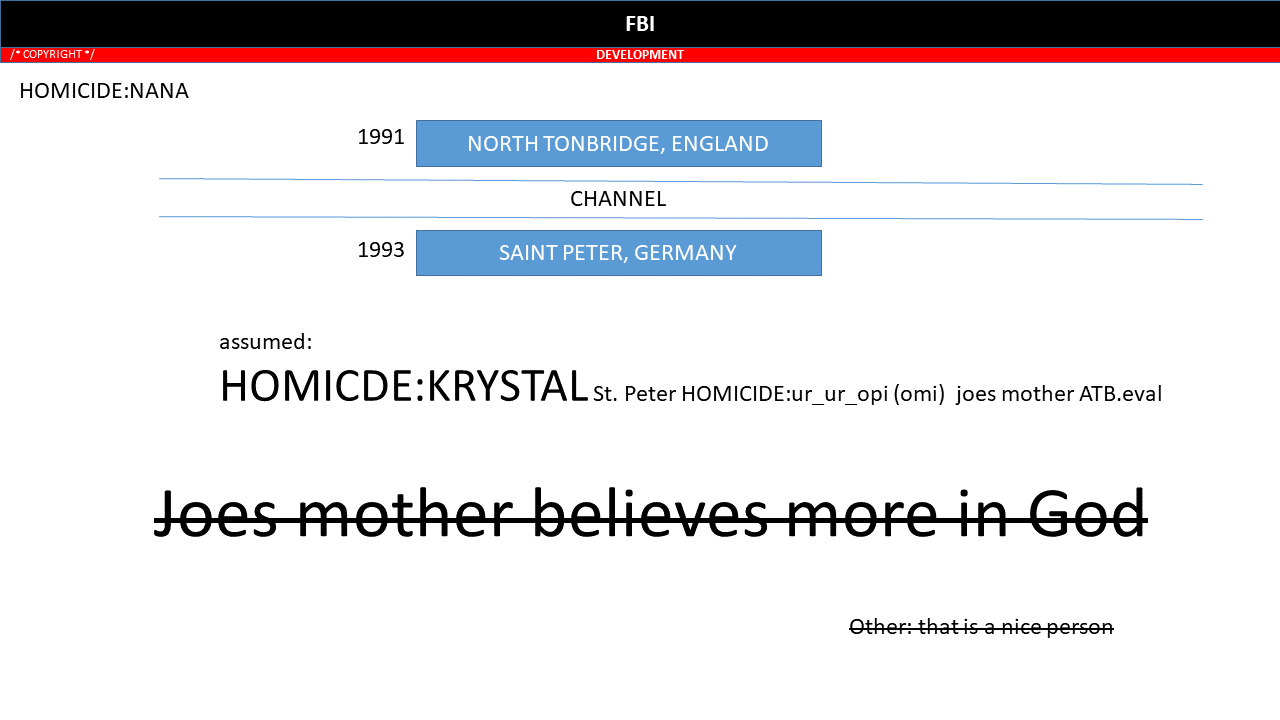 FBI
/* COPYRIGHT */ DEVELOPMENT
HOMICIDE:NANA
1991 NORTH TONBRIDGE, ENGLAND
CHANNEL
1993 SAINT PETER, GERMANY
assumed:
HOMICDE:KRYSTAL St. Peter HOMICIDE:ur_ur_opi (omi) joes mother ATB.eval
Joes mother believes more in God
Other: that is a nice person